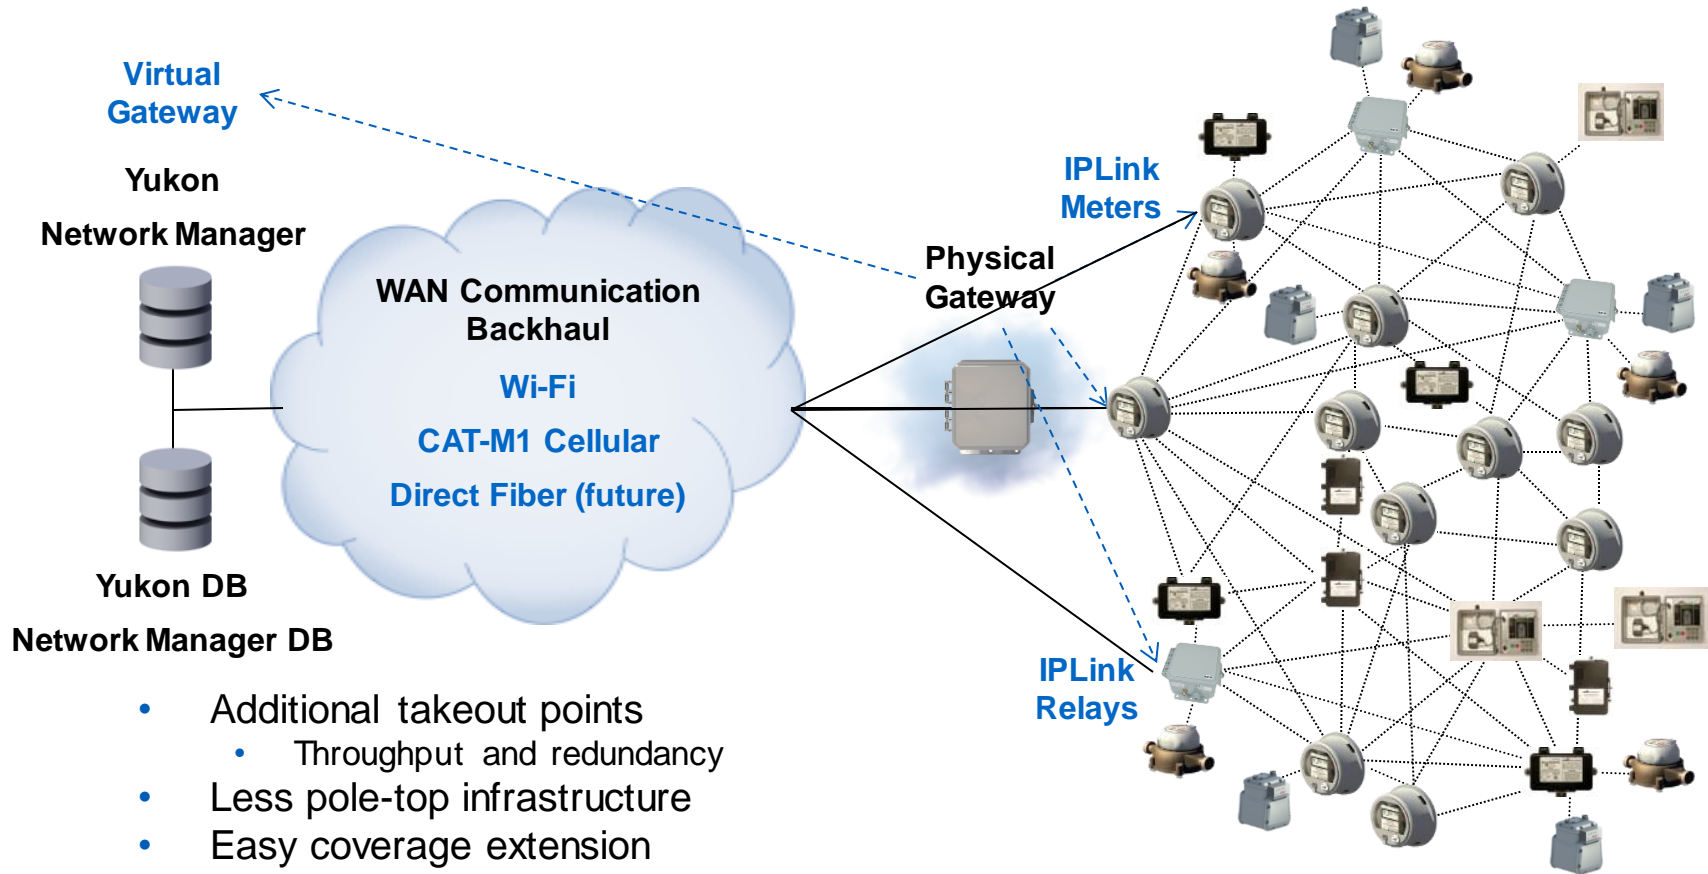 Virtual
Gateway
Yukon
Network Manager
WAN Communication
Backhaul
Wi-Fi
CAT-M1 Cellular
Direct Fiber (future)
Yukon DB
Network Manager DB
Physical
Gateway
IPLink
Meters
IPLink
Relays
• Additional takeout points
• Throughput and redundancy
• Less pole-top infrastructure
• Easy coverage extension